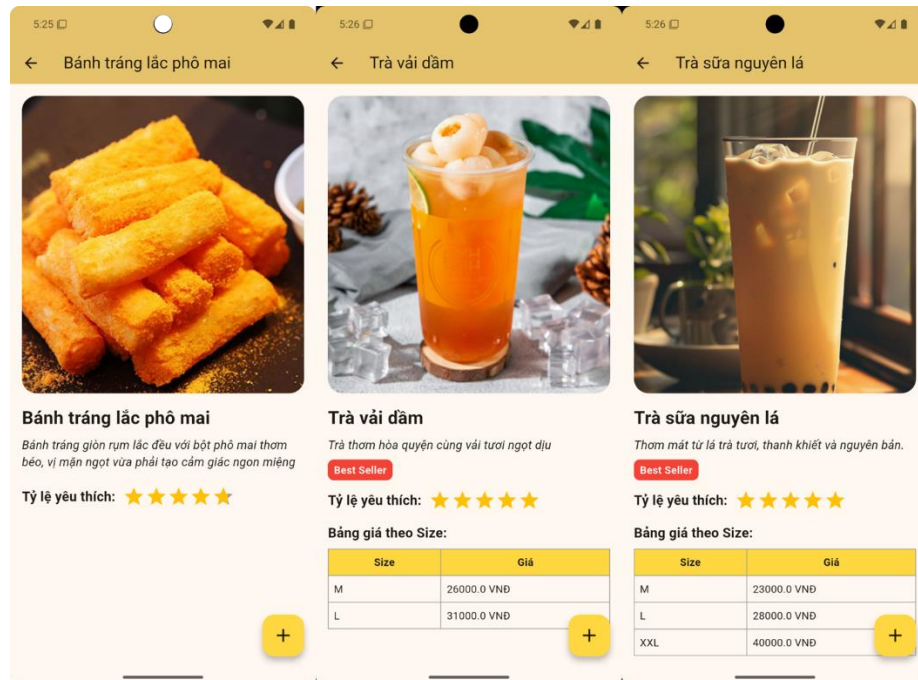 5:25
Bánh tráng lắc phô mai
Bánh tráng lắc phô mai
Bánh tráng giòn rụm lắc đều với bột phô mai thơm
béo, vị mặn ngọt vừa phải tạo cảm giác ngon miệng
Tỷ lệ yêu thích:
+
5:26
Trà vải dầm
Trà vải dầm
Trà thơm hòa quyện cùng vải tươi ngọt dịu
Best Seller
Tỷ lệ yêu thích:
Bảng giá theo Size:
Size Giá
M 26000.0 VNĐ
L 31000.0 VNĐ
+
5:26
Trà sữa nguyên lá
Trà sữa nguyên lá
Thơm mát từ lá trà tươi, thanh khiết và nguyên bản.
Best Seller
Tỷ lệ yêu thích:
Bảng giá theo Size:
Size Giá
M 23000.0 VNĐ
L 28000.0 VNĐ
XXL 40000.0 VNĐ
+